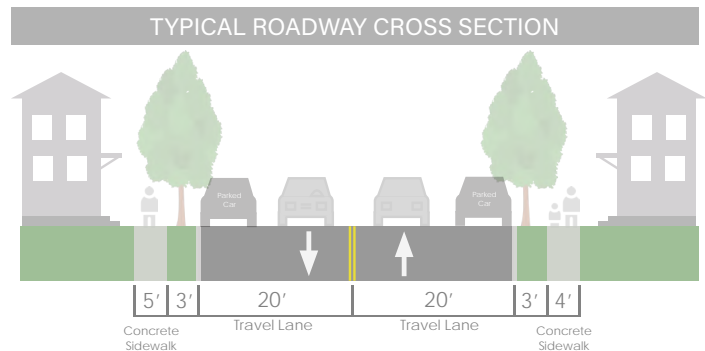 TYPICAL ROADWAY CROSS SECTION
Parked
Car
Parked
Car
5' 3' 20' 20' 3' 4'
Concrete
Sidewalk
Travel Lane
Travel Lane
Concrete
Sidewalk